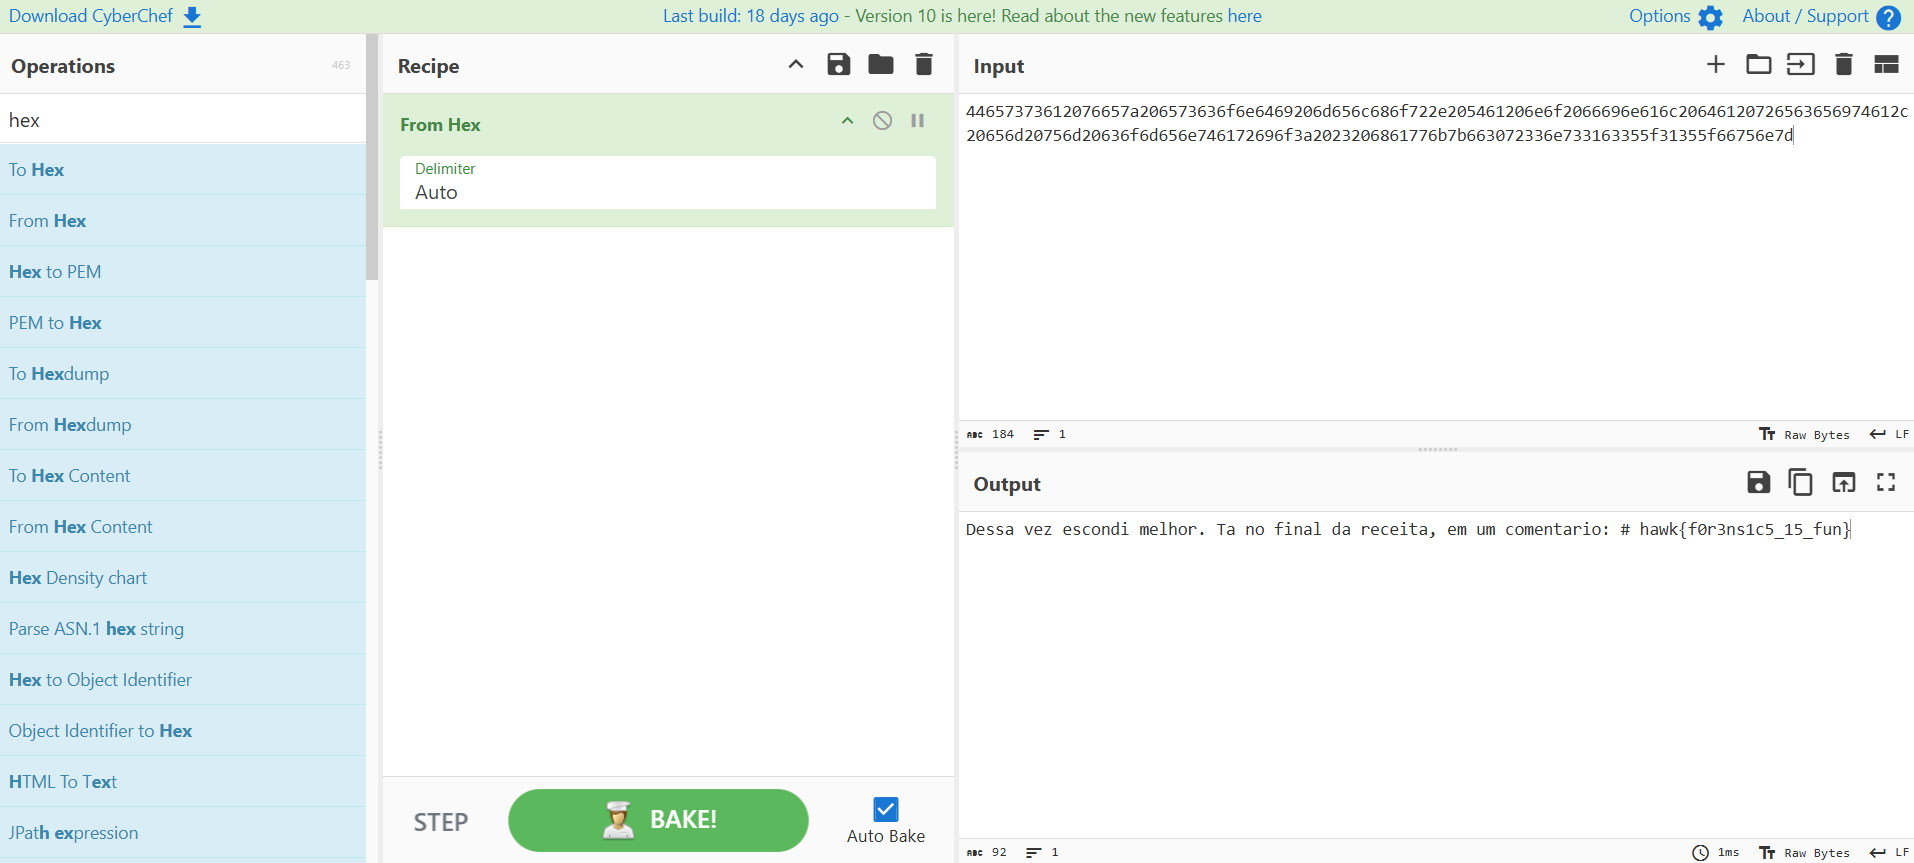 Download CyberChef
Last build: 18 days ago - Version 10 is here! Read about the new features here
Options
About / Support
Operations
463
hex
To Hex
From Hex
Hex to PEM
PEM to Hex
To Hexdump
From Hexdump
To Hex Content
From Hex Content
Hex Density chart
Parse ASN.1 hex string
Hex to Object Identifier
Object Identifier to Hex
HTML To Text
JPath expression
Recipe
From Hex
Delimiter
Auto
STEP
BAKE!
Auto Bake
Input
44657373612076657a206573636f6e6469206d656c686f722e205461206e6f2066696e616c20646120726563656974612c
20656d20756d20636f6d656e746172696f3a2023206861776b7b663072336e733163355f31355f66756e7d
ABC 184 1
Raw Bytes LF
Output
Dessa vez escondi melhor. Ta no final da receita, em um comentario: # hawk{f0r3ns1c5_15_fun}
ABC 92 1
1ms Raw Bytes LF